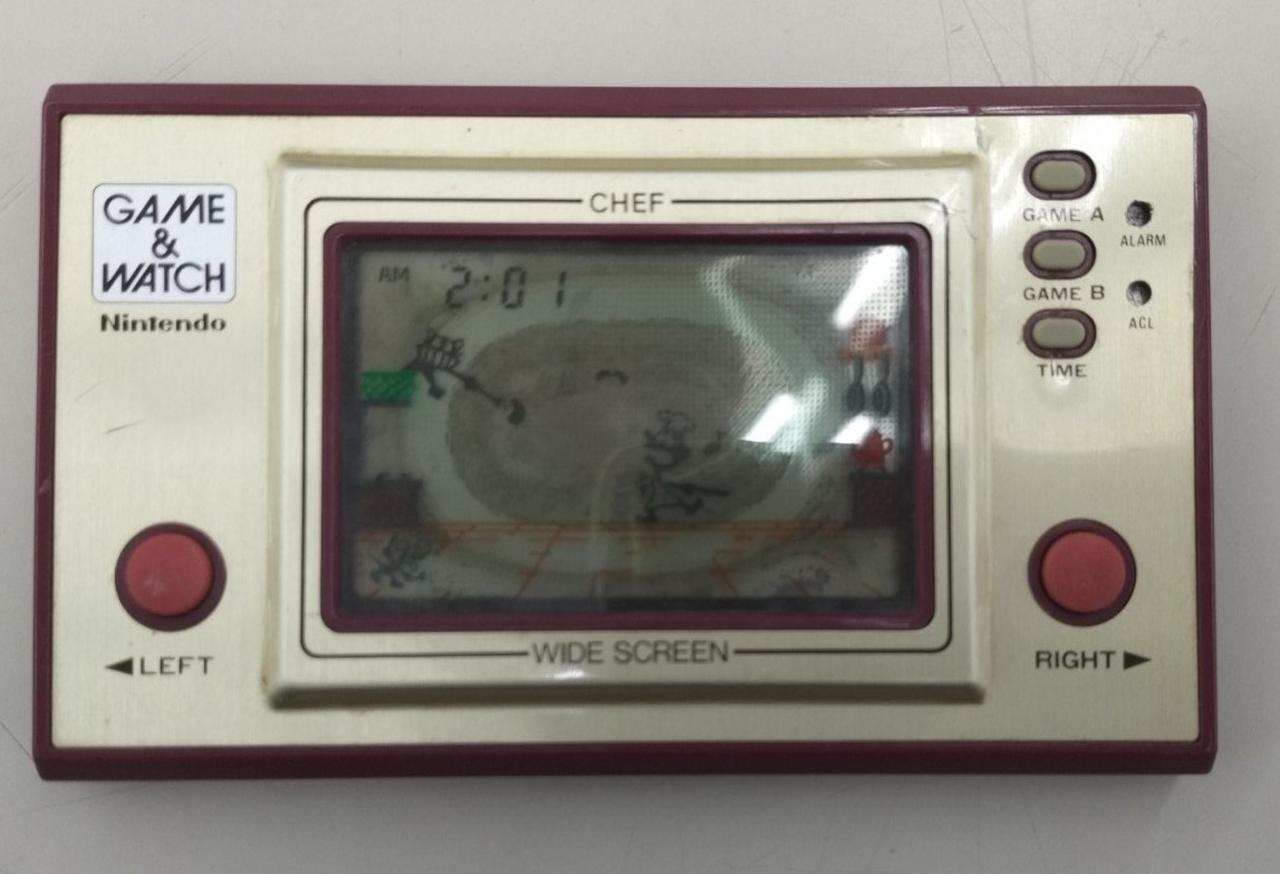 GAME
&
WATCH
Nintendo
CHEF
AM 2:01
GAME A
ALARM
GAME B
ACL
TIME
◀LEFT
WIDE SCREEN
RIGHT▶